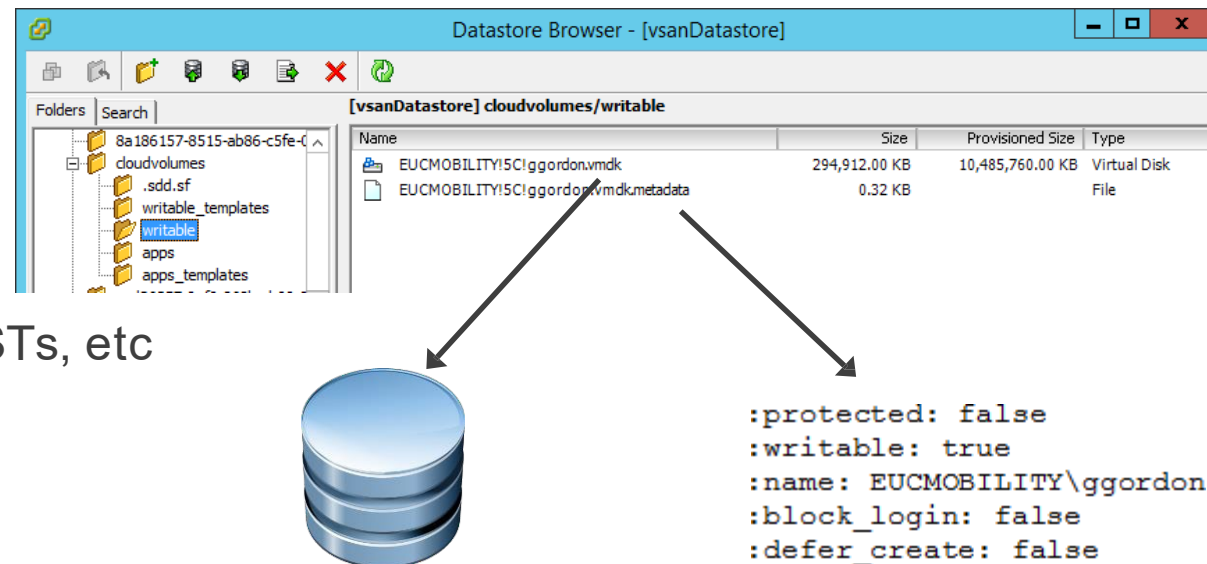 Datastore Browser - [vsanDatastore]
Folders
Search
[vsanDatastore] cloudvolumes/writable
8a186157-8515-ab86-c5fe-
cloudvolumes
.sdd.sf
writable_templates
writable
apps
apps_templates
Name Size Provisioned Size Type
EUCMOBILITY!5C!ggordon.vmdk 294,912.00 KB 10,485,760.00 KB Virtual Disk
EUCMOBILITY!5C!ggordon.vmdk.metadata 0.32 KB File
STs, etc
:protected: false
:writable: true
:name: EUCMOBILITY\ggordon
:block_login: false
:defer_create: false